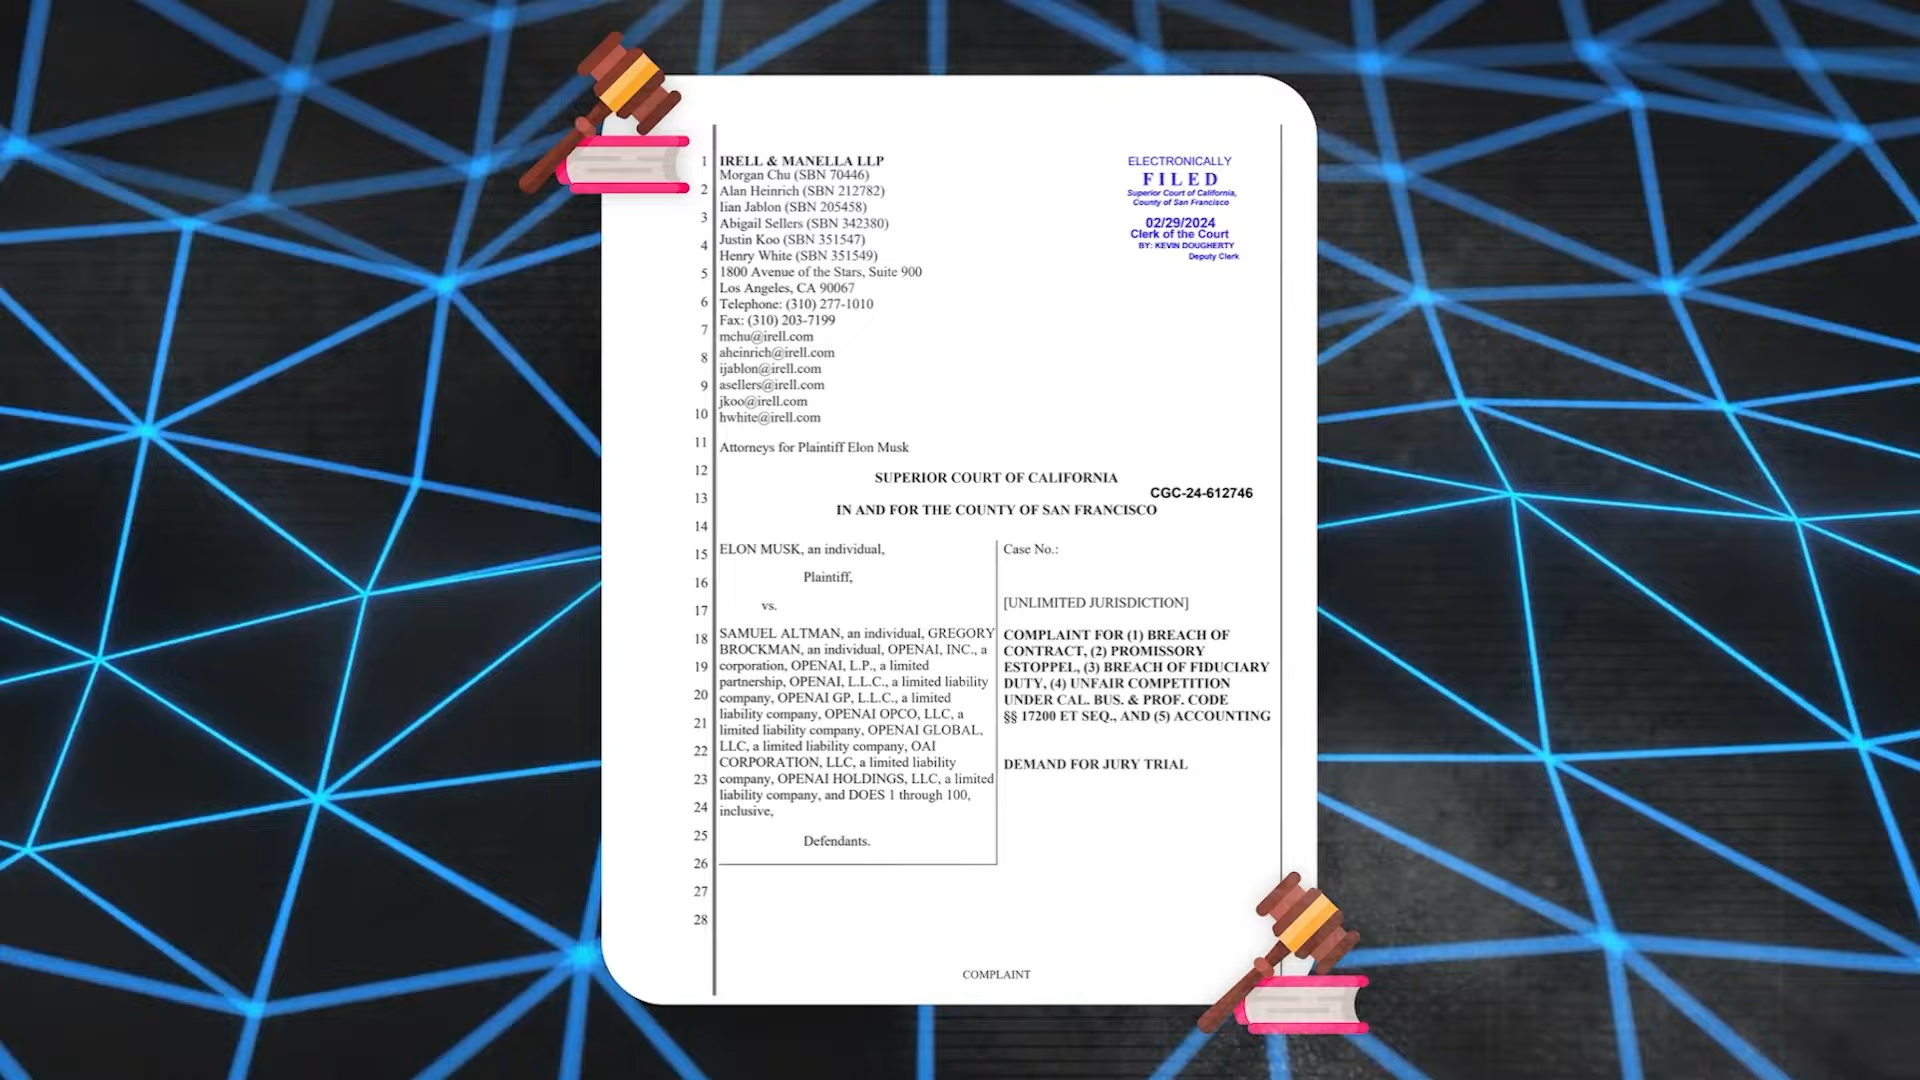 1 IRELL & MANELLA LLP
Morgan Chu (SBN 70446)
2 Alan Heinrich (SBN 212782)
Iian Jablon (SBN 205458)
3 Abigail Sellers (SBN 342380)
4 Justin Koo (SBN 351547)
Henry White (SBN 351549)
5 1800 Avenue of the Stars, Suite 900
Los Angeles, CA 90067
6 Telephone: (310) 277-1010
Fax: (310) 203-7199
7 mchu@irell.com
8 aheinrich@irell.com
ijablon@irell.com
9 asellers@irell.com
jkoo@irell.com
10 hwhite@irell.com
ELECTRONICALLY
FILED
Superior Court of California,
County of San Francisco
02/29/2024
Clerk of the Court
BY: KEVIN DOUGHERTY
Deputy Clerk
11 Attorneys for Plaintiff Elon Musk
12 SUPERIOR COURT OF CALIFORNIA
13 CGC-24-612746
IN AND FOR THE COUNTY OF SAN FRANCISCO
14
15 ELON MUSK, an individual,
16 Plaintiff,
17 vs.
18 SAMUEL ALTMAN, an individual, GREGORY
BROCKMAN, an individual, OPENAI, INC., a
19 corporation, OPENAI, L.P., a limited
partnership, OPENAI, L.L.C., a limited liability
20 company, OPENAI GP, L.L.C., a limited
liability company, OPENAI OPCO, LLC, a
21 limited liability company, OPENAI GLOBAL,
22 LLC, a limited liability company, OAI
CORPORATION, LLC, a limited liability
23 company, OPENAI HOLDINGS, LLC, a limited
liability company, and DOES 1 through 100,
24 inclusive,
25 Defendants.
26
Case No.:
[UNLIMITED JURISDICTION]
COMPLAINT FOR (1) BREACH OF
CONTRACT, (2) PROMISSORY
ESTOPPEL, (3) BREACH OF FIDUCIARY
DUTY, (4) UNFAIR COMPETITION
UNDER CAL. BUS. & PROF. CODE
§§ 17200 ET SEQ., AND (5) ACCOUNTING
DEMAND FOR JURY TRIAL
27
28
COMPLAINT